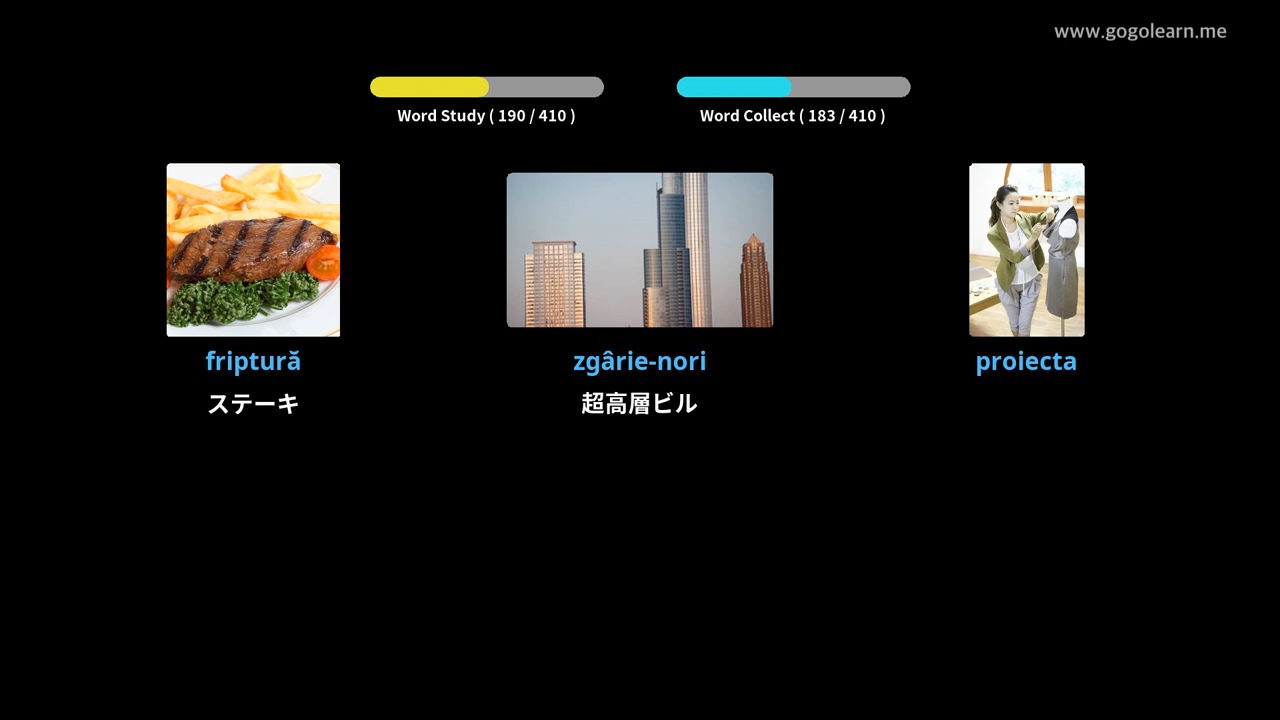 www.gogolearn.me
Word Study ( 190 / 410 )
Word Collect ( 183 / 410 )
friptură
ステーキ
zgârie-nori
超高層ビル
proiecta